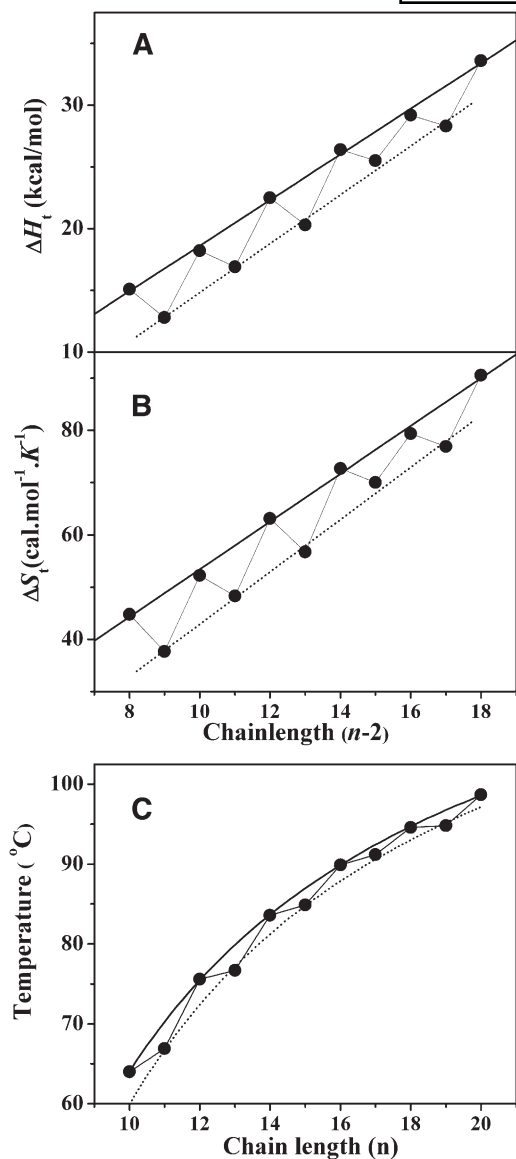 A
30
20
10
ΔHt (kcal/mol)
B
80
60
40
ΔSt(cal.mol⁻¹.K⁻¹)
8 10 12 14 16 18
Chainlength (n-2)
C
100
90
80
70
60
Temperature ( °C)
10 12 14 16 18 20
Chain length (n)